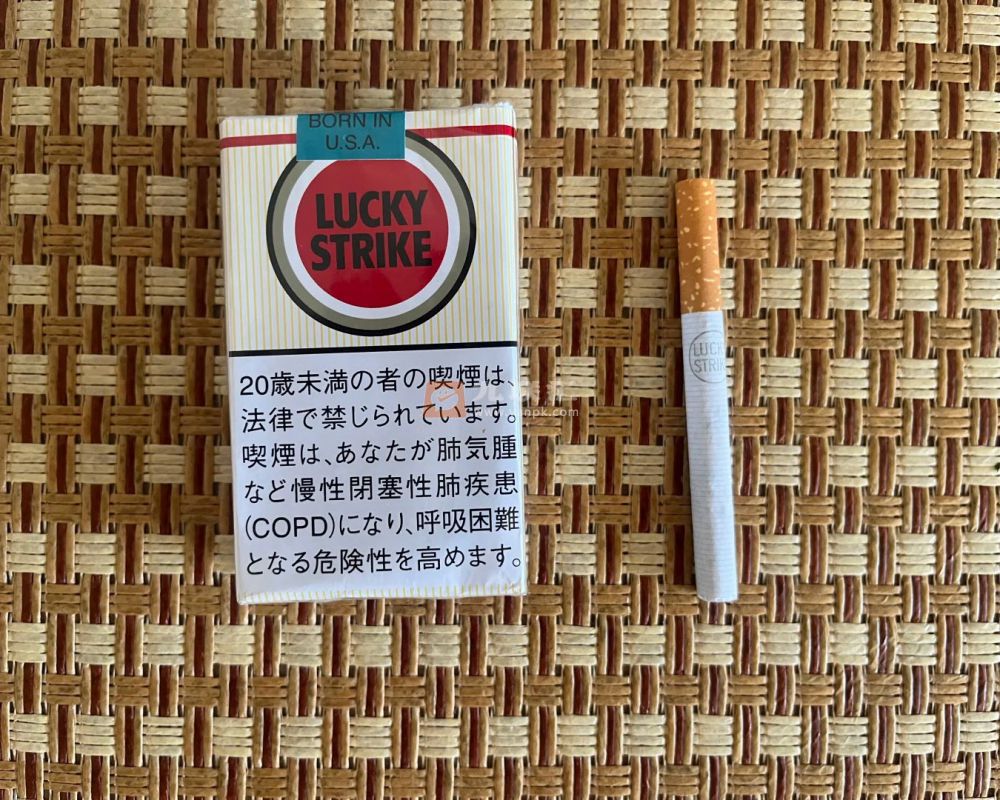 BORN IN
U.S.A.
LUCKY
STRIKE
20歳未満の者の喫煙は、
法律で禁じられています。
喫煙は、あなたが肺気腫
など慢性閉塞性肺疾患
(COPD)になり、呼吸困難
となる危険性を高めます。
LUCKY
STRIKE